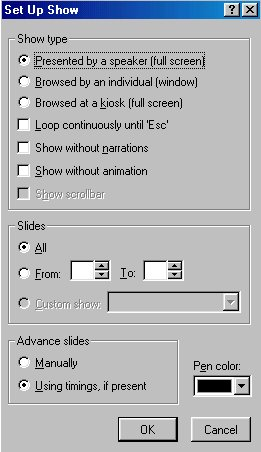 Set Up Show
Show type
Presented by a speaker (full screen)
Browsed by an individual (window)
Browsed at a kiosk (full screen)
Loop continuously until 'Esc'
Show without narrations
Show without animation
Show scrollbar
Slides
All
From: To:
Custom show:
Advance slides
Manually
Using timings, if present
Pen color:
OK Cancel